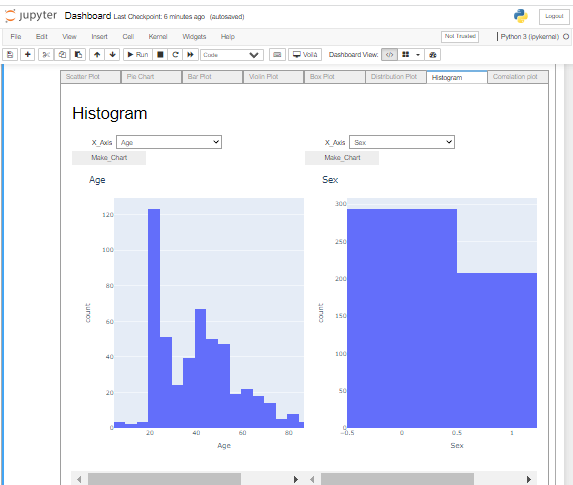 jupyter Dashboard Last Checkpoint: 6 minutes ago (autosaved) Logout
File Edit View Insert Cell Kernel Widgets Help Not Trusted Python 3 (ipykernel)
Run Code Voilà Dashboard View:
Scatter Plot Pie Chart Bar Plot Violin Plot Box Plot Distribution Plot Histogram Correlation plot
Histogram
X_Axis Age X_Axis Sex
Make_Chart Make_Chart
Age Sex
120
100
80
60
40
20
0
count
20 40 60 80
Age
300
250
200
150
100
50
0
count
−0.5 0 0.5 1
Sex